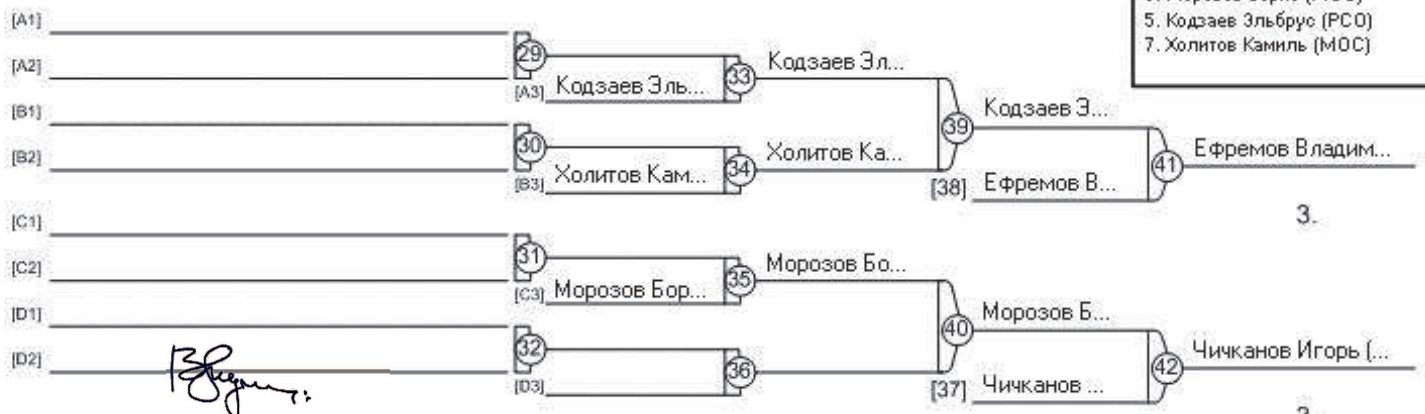 5. Кодзаев Эльбрус (РСО)
7. Холитов Камиль (МОС)
[A1]
[A2]
29
[A3] Кодзаев Эль...
33
Кодзаев Эл...
[B1]
[B2]
30
[B3] Холитов Кам...
34
Холитов Ка...
39
Кодзаев Э...
[38] Ефремов В...
41
Ефремов Владим...
3.
[C1]
[C2]
31
[C3] Морозов Бор...
35
Морозов Бо...
[D1]
[D2]
32
[D3]
36
40
Морозов Б...
[37] Чичканов ...
42
Чичканов Игорь (...